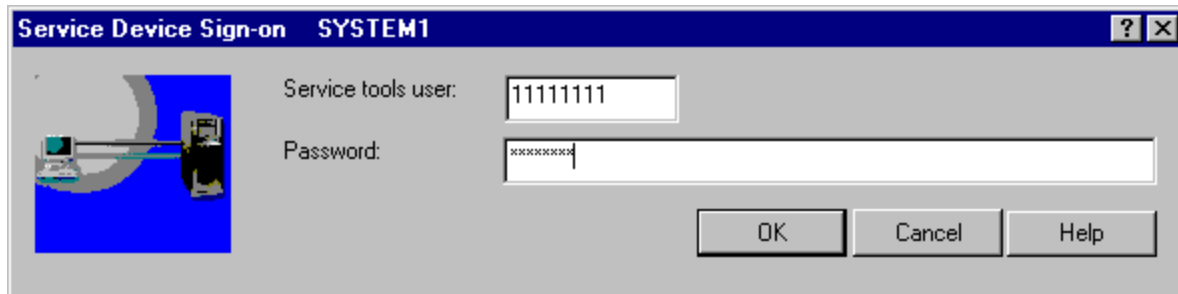 Service Device Sign-on SYSTEM1
Service tools user: 11111111
Password: ********
OK Cancel Help